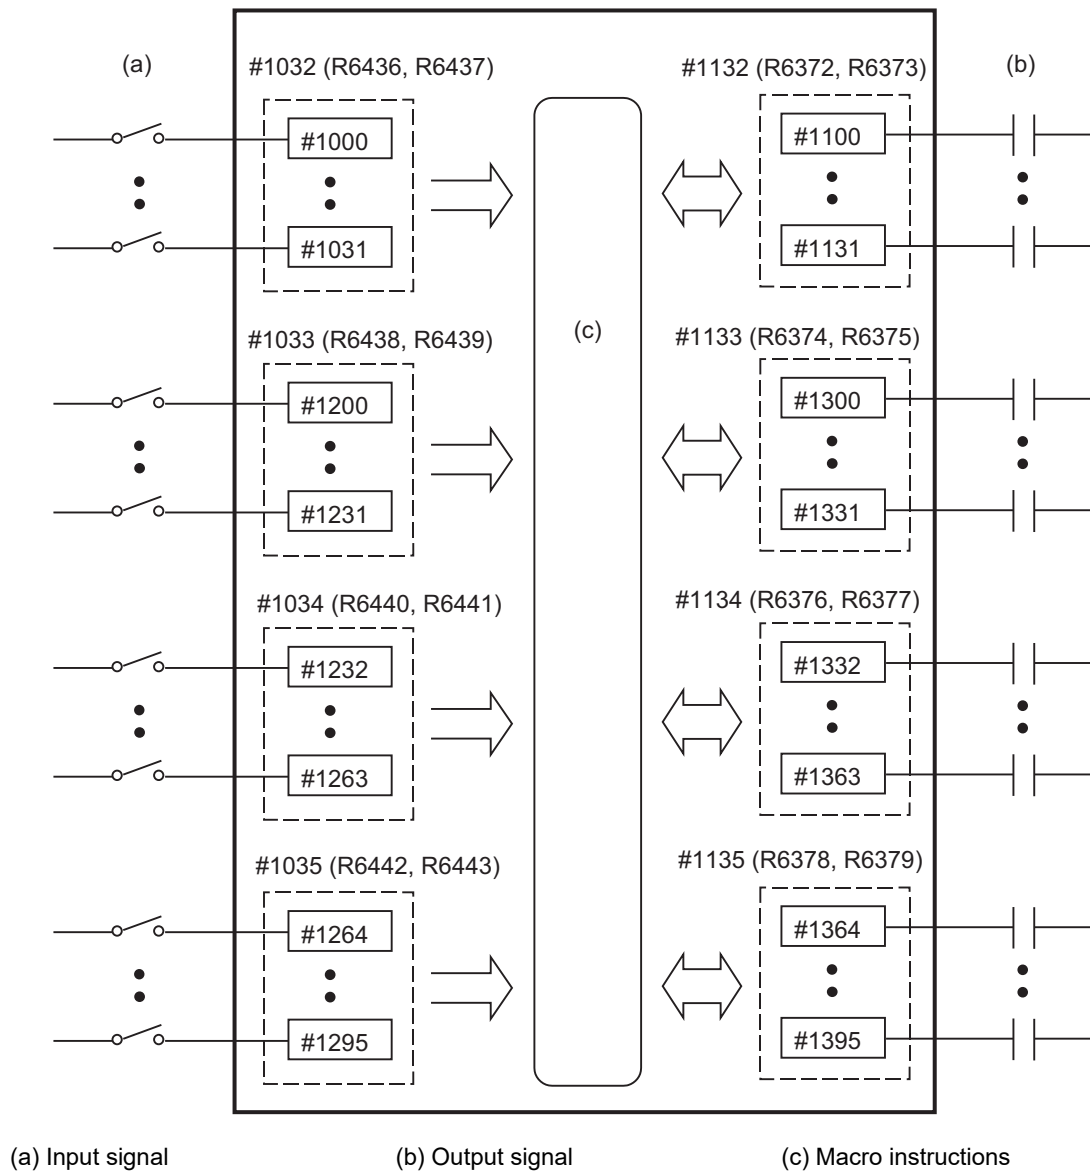 (a)
#1032 (R6436, R6437)
#1132 (R6372, R6373)
(b)
#1000
#1100
#1031
#1131
#1033 (R6438, R6439)
(c)
#1133 (R6374, R6375)
#1200
#1300
#1231
#1331
#1034 (R6440, R6441)
#1134 (R6376, R6377)
#1232
#1332
#1263
#1363
#1035 (R6442, R6443)
#1135 (R6378, R6379)
#1264
#1364
#1295
#1395
(a) Input signal (b) Output signal (c) Macro instructions